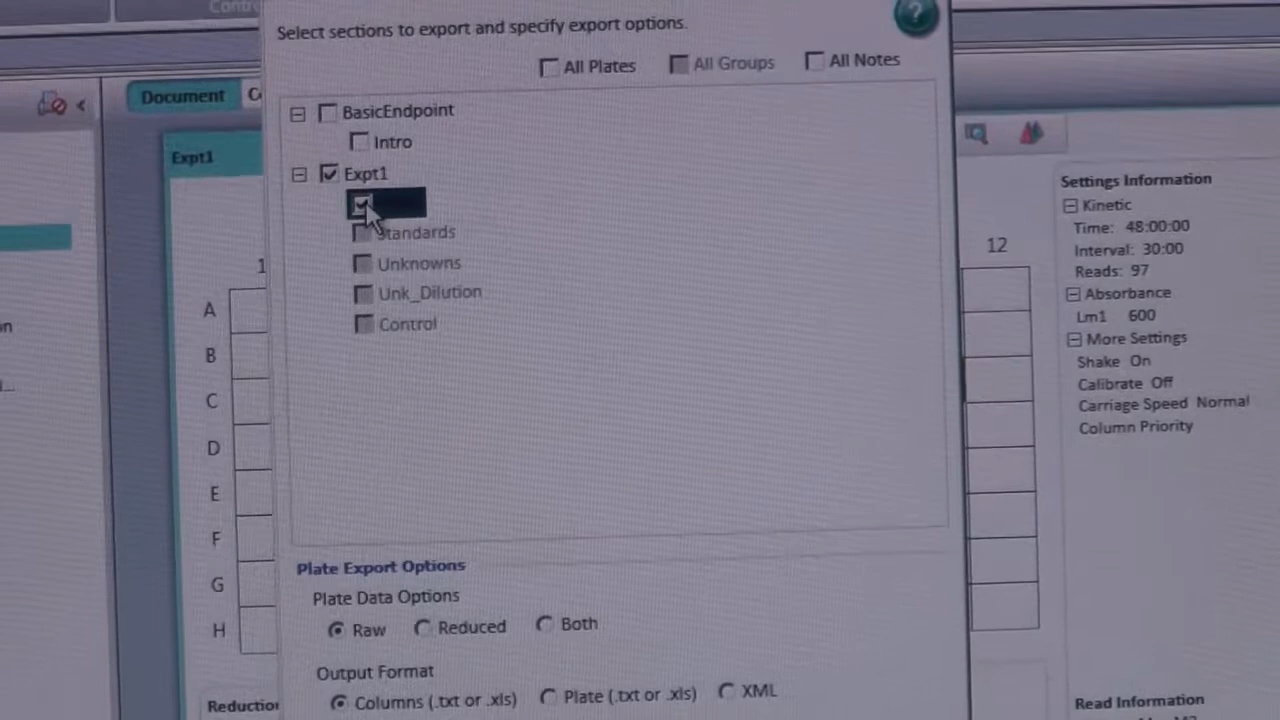 Select sections to export and specify export options.
All Plates All Groups All Notes
Document
BasicEndpoint
Intro
Expt1
Expt1
Standards
Unknowns
Unk_Dilution
Control
1
12
A
B
C
D
E
F
G
H
Settings Information
Kinetic
Time: 48:00:00
Interval: 30:00
Reads: 97
Absorbance
Lm1 600
More Settings
Shake On
Calibrate Off
Carriage Speed Normal
Column Priority
Plate Export Options
Plate Data Options
Raw Reduced Both
Output Format
Columns (.txt or .xls) Plate (.txt or .xls) XML
Read Information